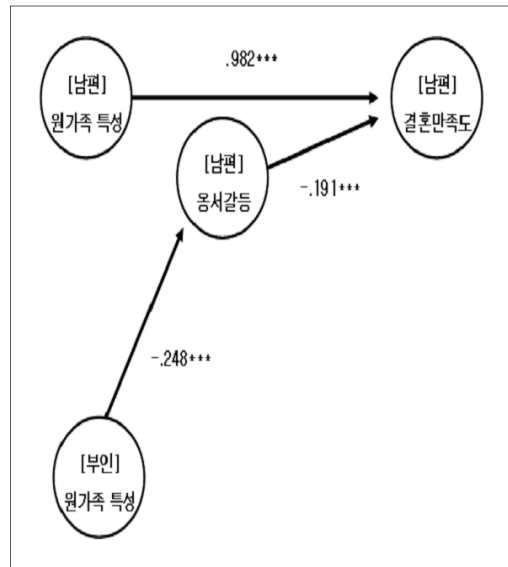 .982***
[남편]
원가족 특성
[남편]
결혼만족도
[남편]
옹서갈등
-.191***
-.248***
[부인]
원가족 특성